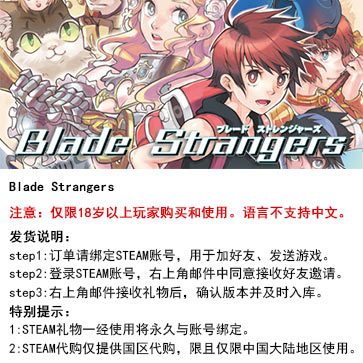 ブレード ストレンジャーズ
Blade Strangers
Blade Strangers
注意：仅限18岁以上玩家购买和使用。语言不支持中文。
发货说明：
step1:订单请绑定STEAM账号，用于加好友、发送游戏。
step2:登录STEAM账号，右上角邮件中同意接收好友邀请。
step3:右上角邮件接收礼物后，确认版本并及时入库。
特别提示：
1:STEAM礼物一经使用将永久与账号绑定。
2:STEAM代购仅提供国区代购，限且仅限中国大陆地区使用。